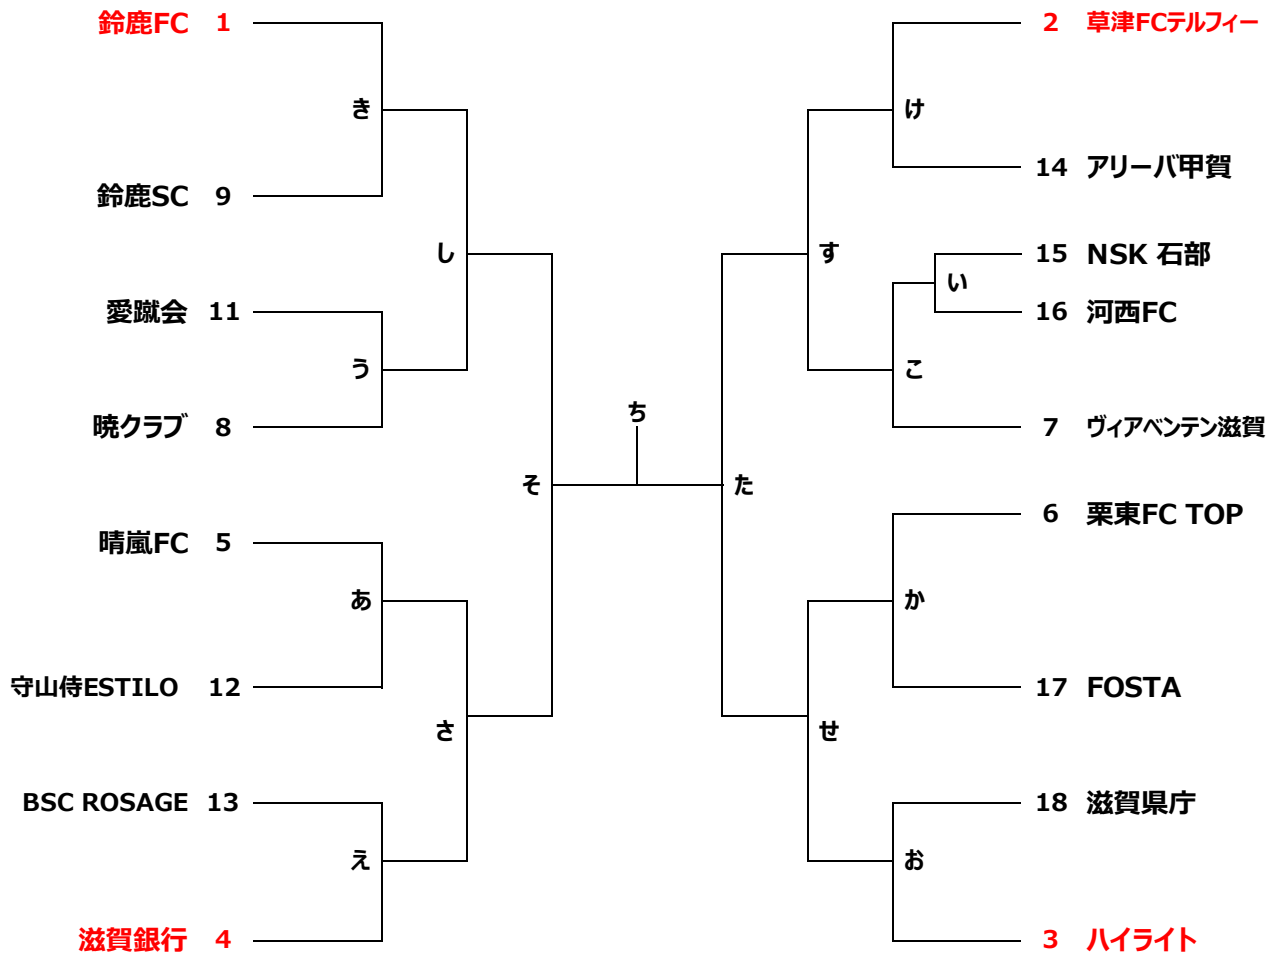 鈴鹿FC 1
き
鈴鹿SC 9
し
愛蹴会 11
う
暁クラブ 8
そ
晴嵐FC 5
あ
守山侍ESTILO 12
さ
BSC ROSAGE 13
え
滋賀銀行 4
ち
2 草津FCテルフィー
け
14 アリーバ甲賀
す
15 NSK 石部
い
16 河西FC
こ
7 ヴィアベンテン滋賀
た
6 栗東FC TOP
か
17 FOSTA
せ
18 滋賀県庁
お
3 ハイライト